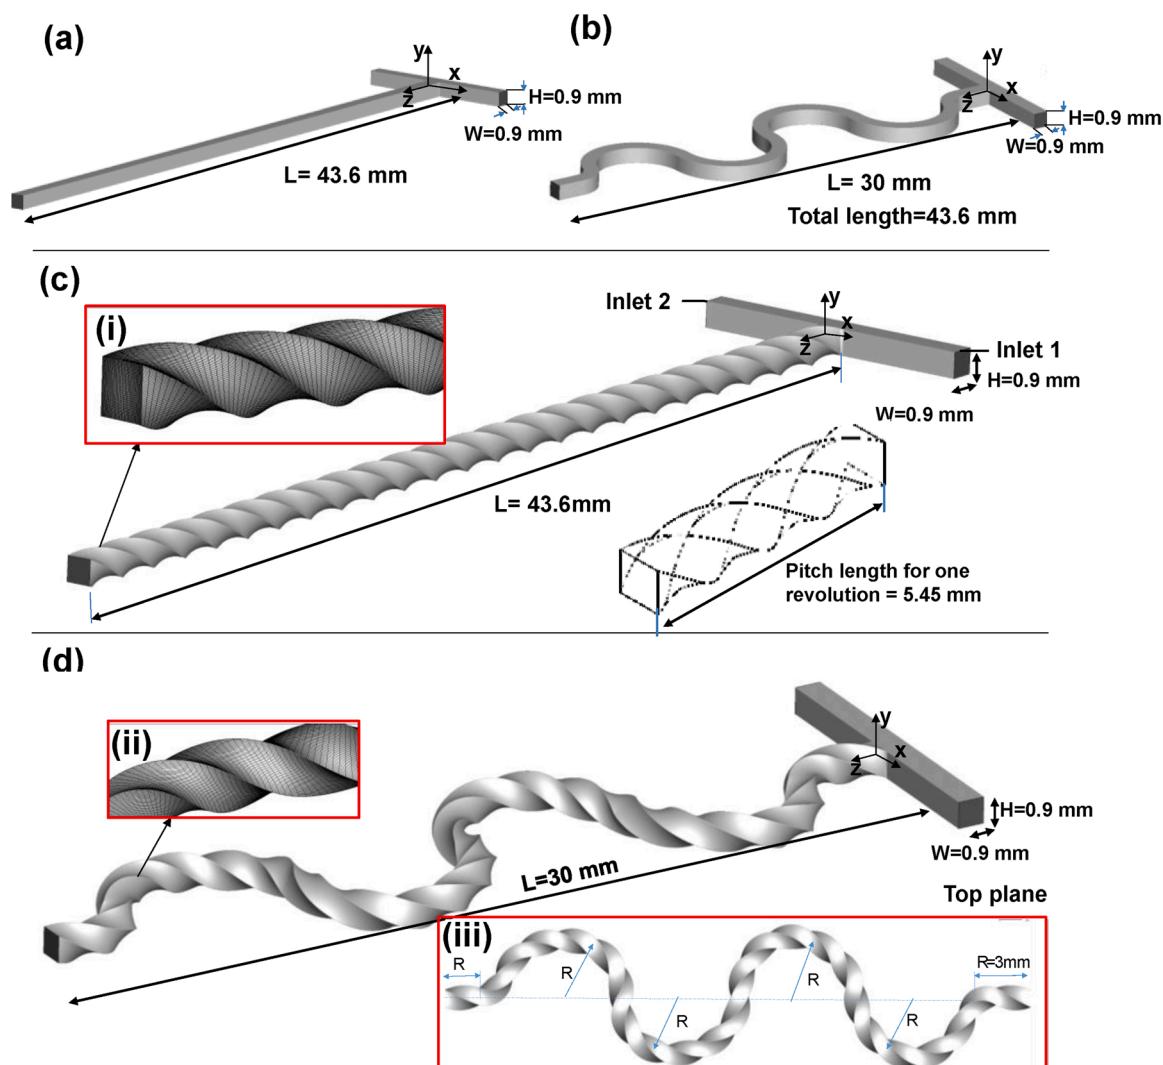 (a)
y
x
z
H=0.9 mm
W=0.9 mm
L= 43.6 mm
(b)
y
x
z
H=0.9 mm
W=0.9 mm
L= 30 mm
Total length=43.6 mm
(c)
(i)
Inlet 2
y
x
z
Inlet 1
H=0.9 mm
W=0.9 mm
L= 43.6mm
Pitch length for one
revolution = 5.45 mm
(d)
(ii)
y
x
z
H=0.9 mm
W=0.9 mm
L=30 mm
Top plane
(iii)
R
R
R
R
R
R=3mm